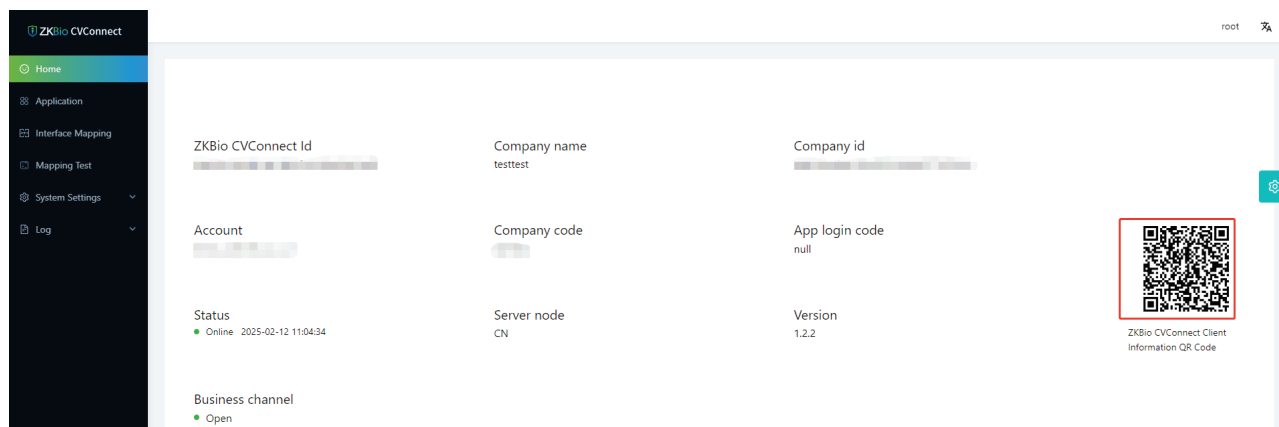 ZKBio CVConnect
root
Home
Application
Interface Mapping
Mapping Test
System Settings
Log
ZKBio CVConnect Id
Company name
testtest
Company id
Account
Company code
App login code
null
Status
Online 2025-02-12 11:04:34
Server node
CN
Version
1.2.2
ZKBio CVConnect Client
Information QR Code
Business channel
Open